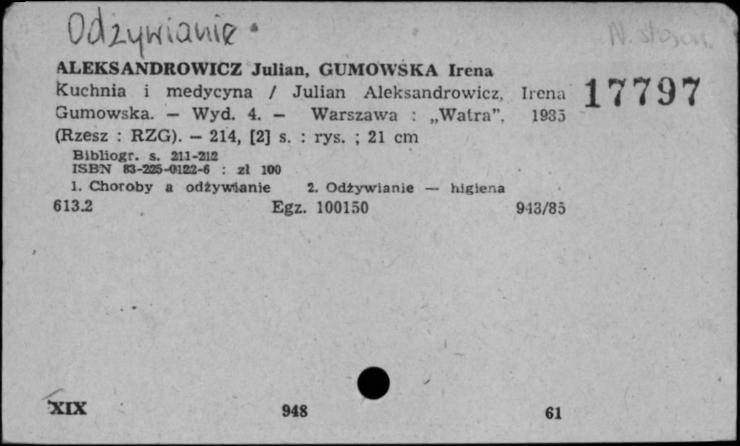 Odżywianie
ALEKSANDROWICZ Julian, GUMOWSKA Irena
Kuchnia i medycyna / Julian Aleksandrowicz, Irena
17797
Gumowska. — Wyd. 4. — Warszawa : „Watra”, 1985
(Rzesz : RZG). — 214, [2] s. : rys. ; 21 cm
Bibliogr. s. 211-212
ISBN 83-225-0122-6 : zł 100
1. Choroby a odżywianie 2. Odżywianie — higiena
613.2 Egz. 100150 943/85
XIX 948 61